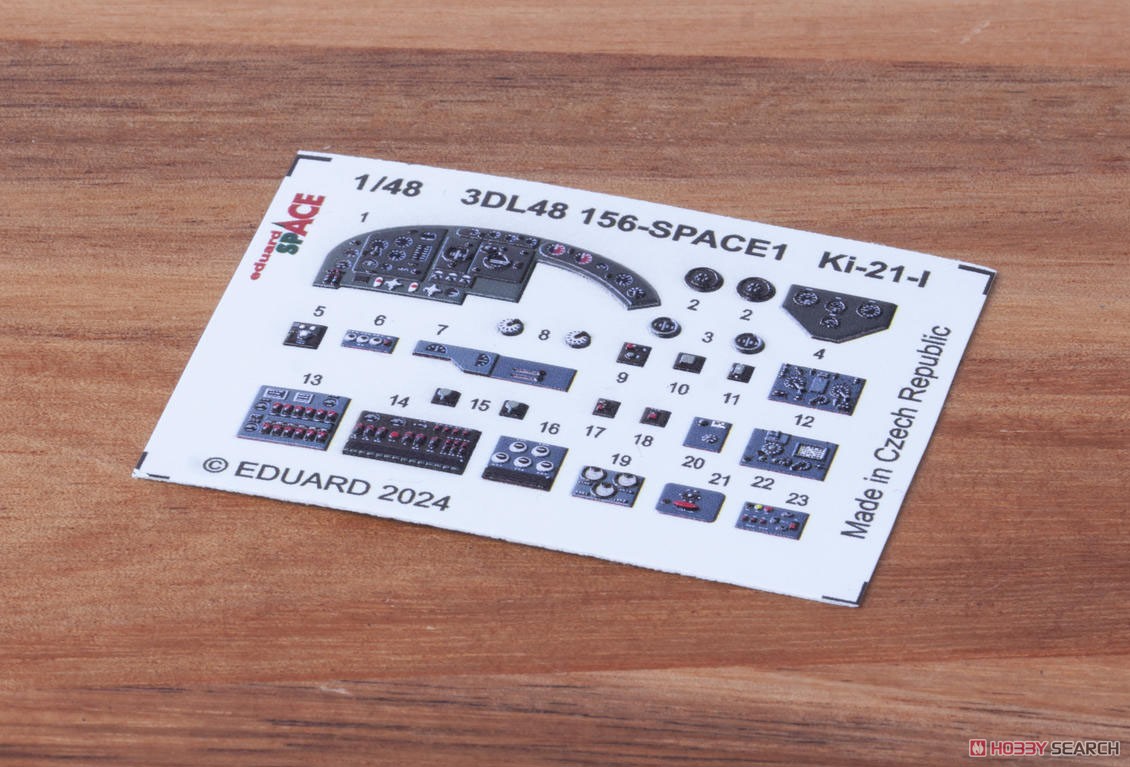 1/48 3DL48 156-SPACE1 Ki-21-I
eduard
SPACE
1
2 2
3
4
5 6 7 8
9 10 11
12
13 14 15 16 17 18
19 20 21 22 23
© EDUARD 2024
Made in Czech Republic
HOBBY SEARCH